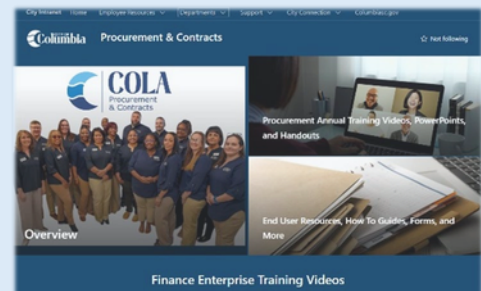 City Intranet Home Employee Resources Departments Support City Connection Columbiasc.gov
Columbia Procurement & Contracts Not following
COLA
Procurement
& Contracts
Procurement Annual Training Videos, PowerPoints,
and Handouts
Overview
End User Resources, How To Guides, Forms, and
More
Finance Enterprise Training Videos